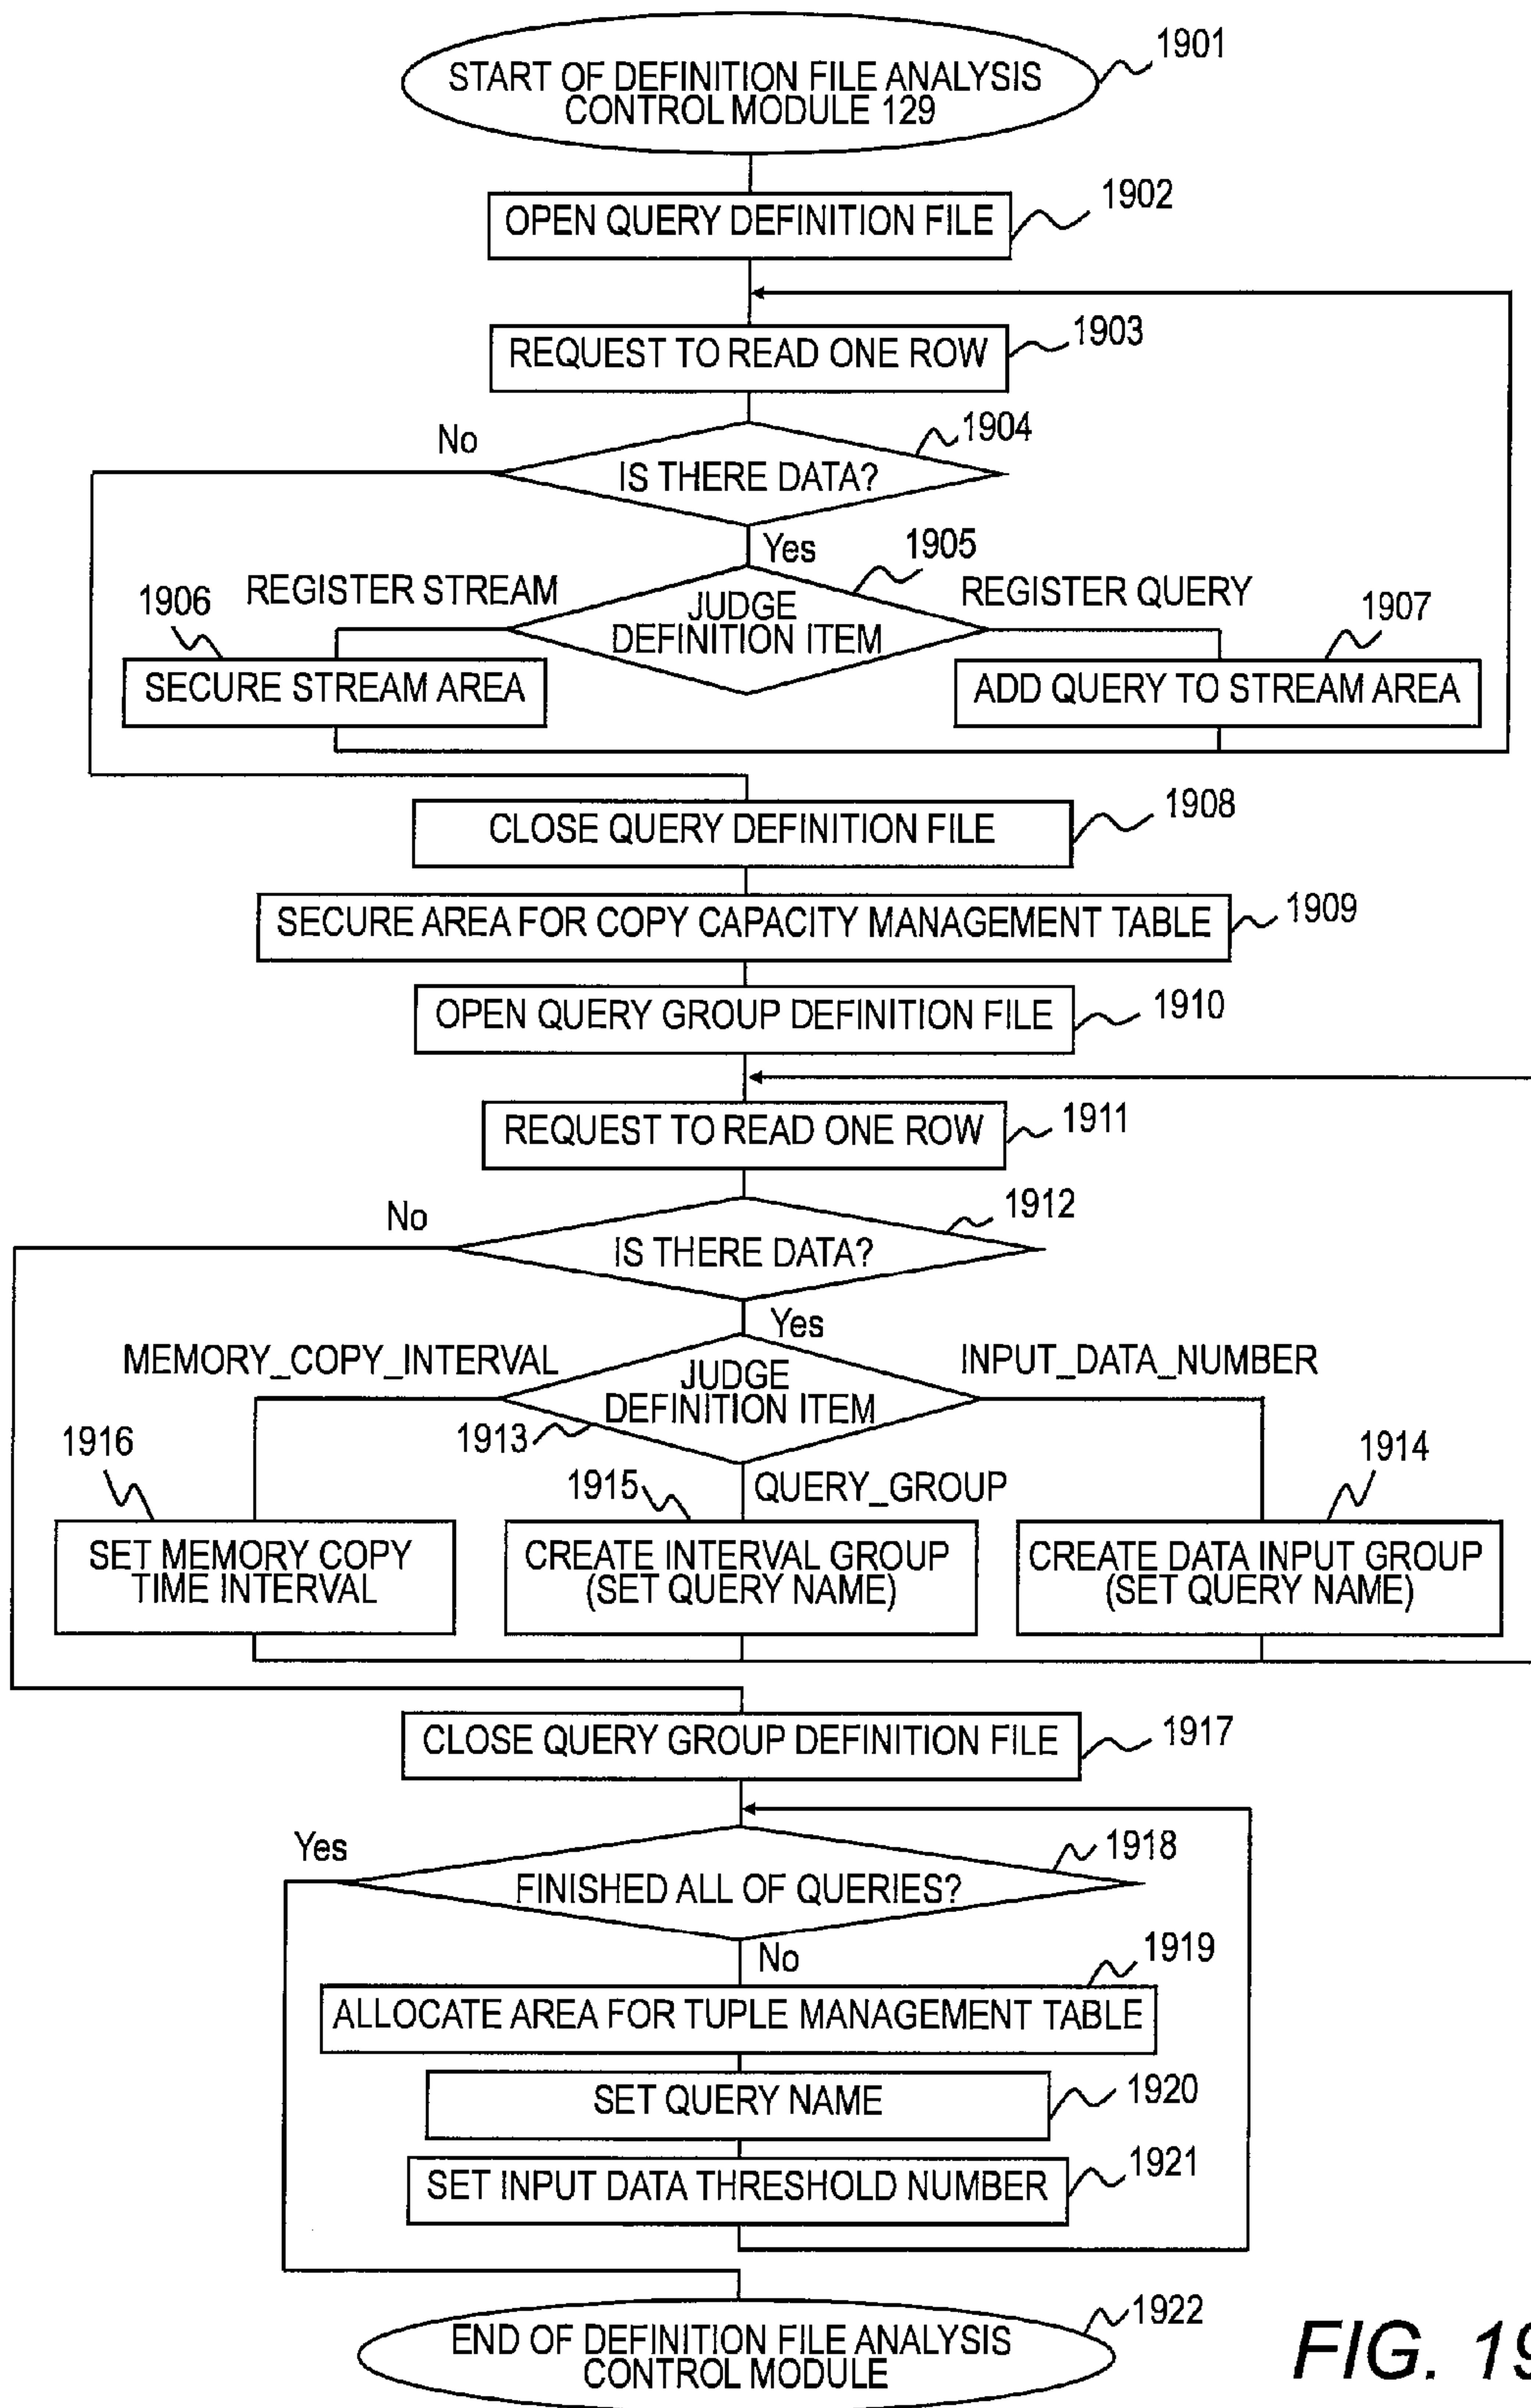 START OF DEFINITION FILE ANALYSIS
CONTROL MODULE 129
1901
OPEN QUERY DEFINITION FILE
1902
REQUEST TO READ ONE ROW
1903
No
1904
IS THERE DATA?
Yes
1905
1906
REGISTER STREAM
JUDGE
DEFINITION ITEM
REGISTER QUERY
1907
SECURE STREAM AREA
ADD QUERY TO STREAM AREA
CLOSE QUERY DEFINITION FILE
1908
SECURE AREA FOR COPY CAPACITY MANAGEMENT TABLE
1909
OPEN QUERY GROUP DEFINITION FILE
1910
REQUEST TO READ ONE ROW
1911
No
1912
IS THERE DATA?
Yes
MEMORY_COPY_INTERVAL
JUDGE
DEFINITION ITEM
INPUT_DATA_NUMBER
1913
1916
1915
QUERY_GROUP
1914
SET MEMORY COPY
TIME INTERVAL
CREATE INTERVAL GROUP
(SET QUERY NAME)
CREATE DATA INPUT GROUP
(SET QUERY NAME)
CLOSE QUERY GROUP DEFINITION FILE
1917
Yes
1918
FINISHED ALL OF QUERIES?
No
1919
ALLOCATE AREA FOR TUPLE MANAGEMENT TABLE
SET QUERY NAME
1920
SET INPUT DATA THRESHOLD NUMBER
1921
END OF DEFINITION FILE ANALYSIS
CONTROL MODULE
1922
FIG. 19